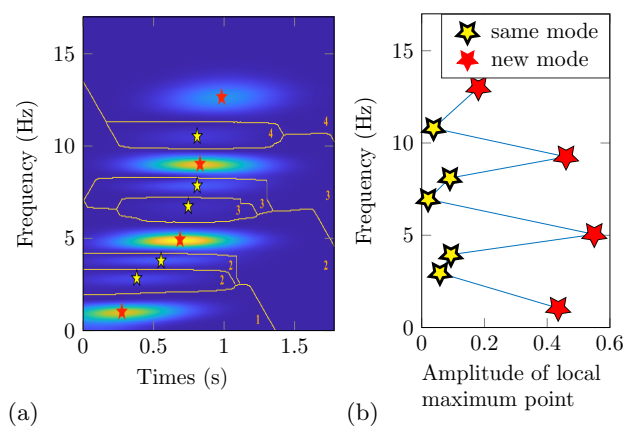 15
10
5
0
Frequency (Hz)
4
4
3
3
3
2
2
2
1
0
0.5
1
1.5
Times (s)
(a)
same mode
new mode
15
10
5
0
Frequency (Hz)
0
0.2
0.4
0.6
Amplitude of local
maximum point
(b)